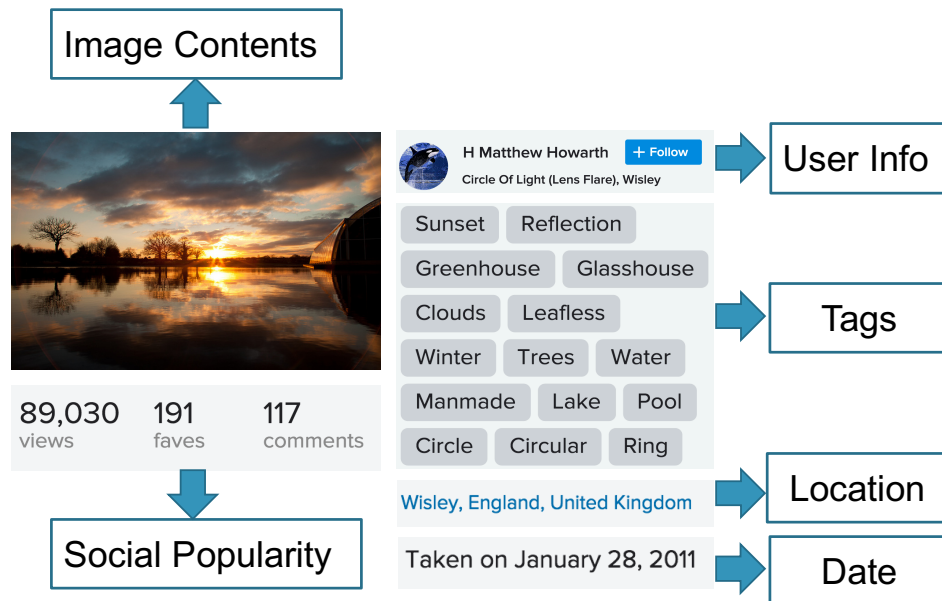 Image Contents
H Matthew Howarth
+ Follow
Circle Of Light (Lens Flare), Wisley
User Info
Sunset Reflection
Greenhouse Glasshouse
Clouds Leafless
Winter Trees Water
Manmade Lake Pool
Circle Circular Ring
Tags
89,030 191 117
views faves comments
Wisley, England, United Kingdom
Location
Social Popularity
Taken on January 28, 2011
Date